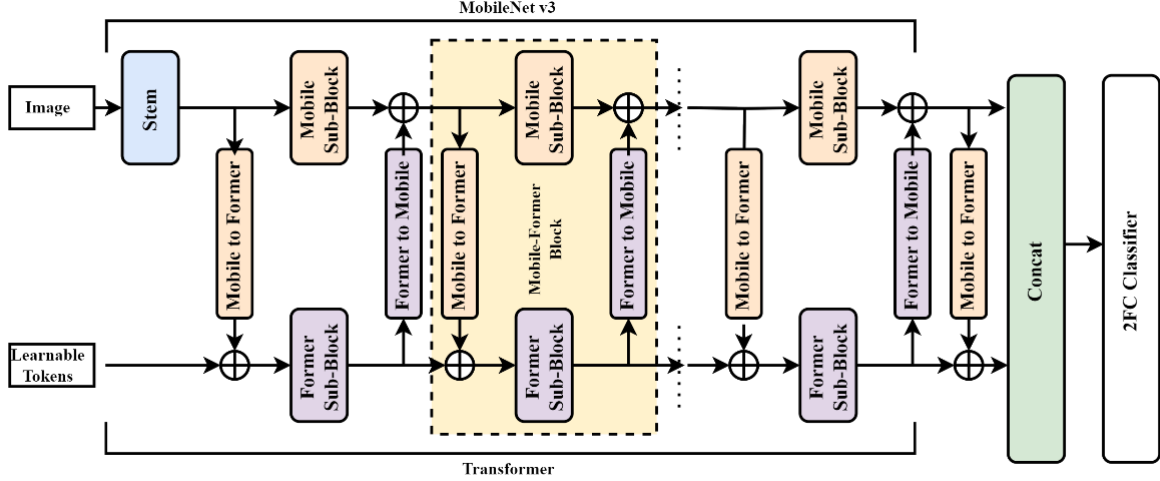 MobileNet v3
Image
Stem
Mobile
Sub-Block
Mobile
Sub-Block
Mobile
Sub-Block
Mobile to Former
Former to Mobile
Mobile to Former
Mobile-Former
Block
Former to Mobile
Mobile to Former
Former to Mobile
Mobile to Former
Concat
2FC Classifier
Learnable
Tokens
Former
Sub-Block
Former
Sub-Block
Former
Sub-Block
Transformer